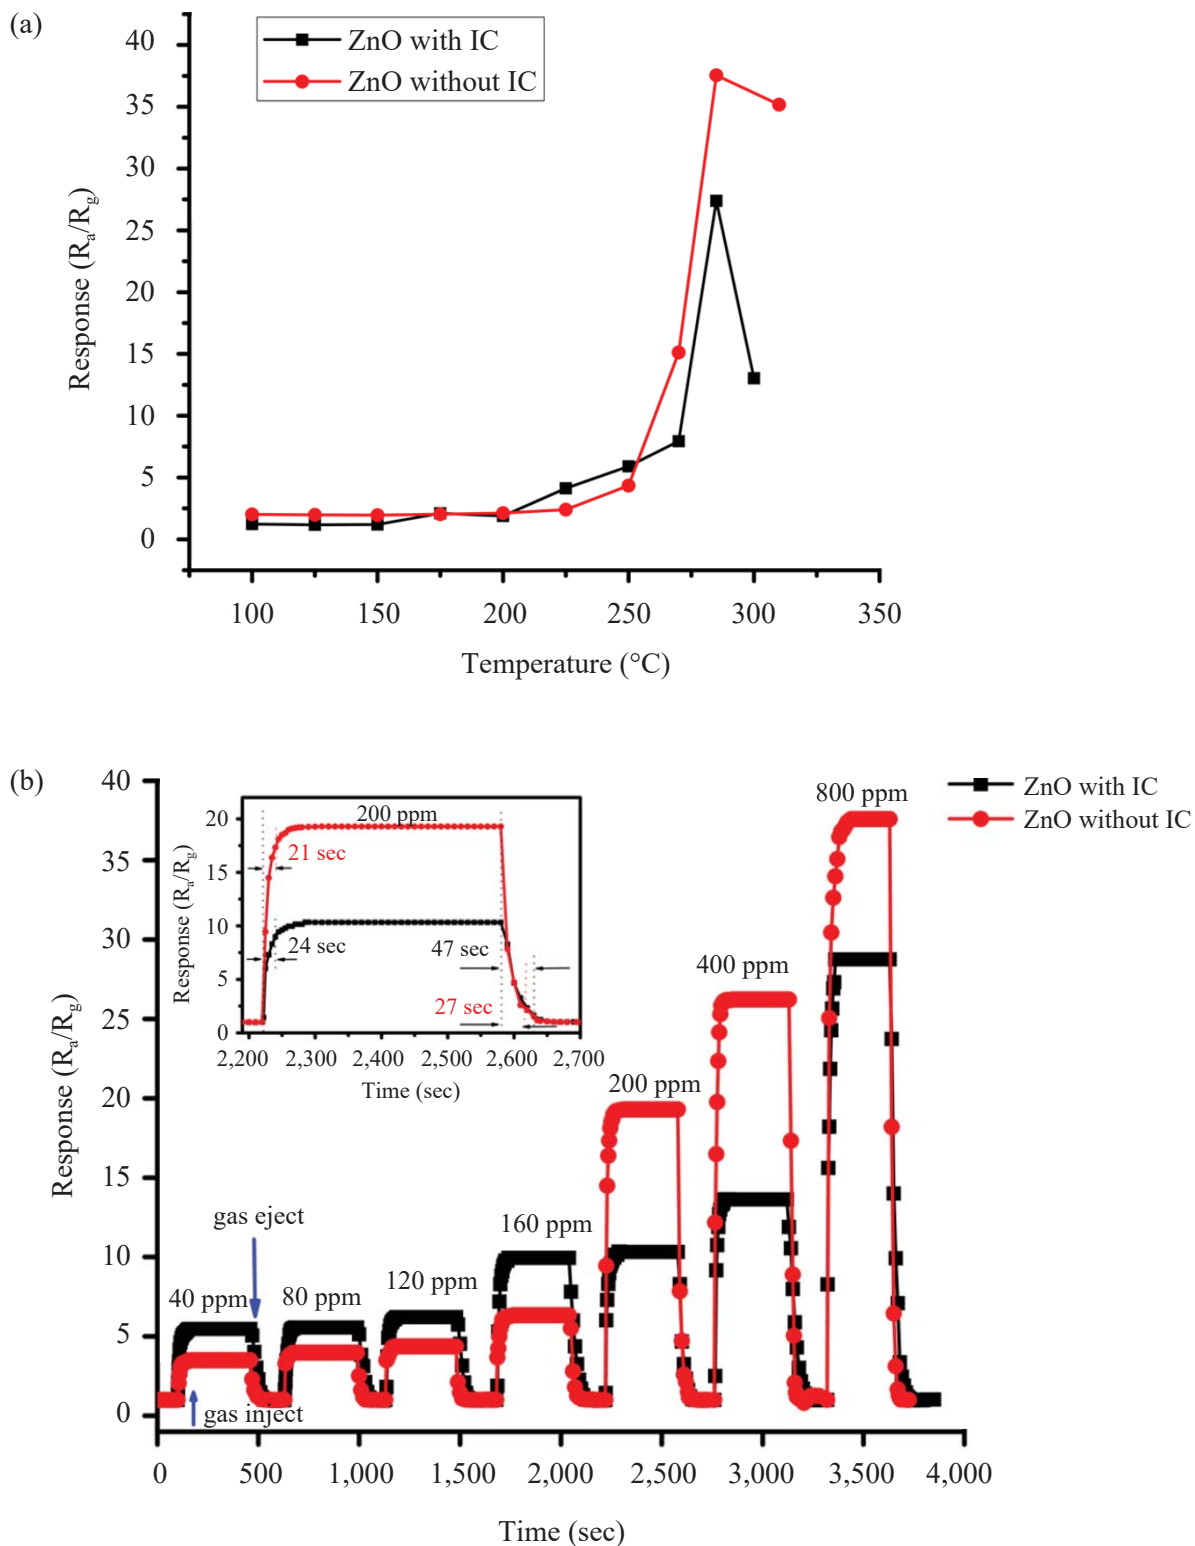 (a)
ZnO with IC
ZnO without IC
40
35
30
25
20
15
10
5
0
Response (Ra/Rg)
100 150 200 250 300 350
Temperature (°C)
(b)
ZnO with IC
ZnO without IC
40
35
30
25
20
15
10
5
0
Response (Ra/Rg)
20
15
10
5
0
Response (Ra/Rg)
200 ppm
21 sec
24 sec
47 sec
27 sec
2,200 2,300 2,400 2,500 2,600 2,700
Time (sec)
800 ppm
400 ppm
200 ppm
160 ppm
120 ppm
80 ppm
40 ppm
gas eject
gas inject
0 500 1,000 1,500 2,000 2,500 3,000 3,500 4,000
Time (sec)